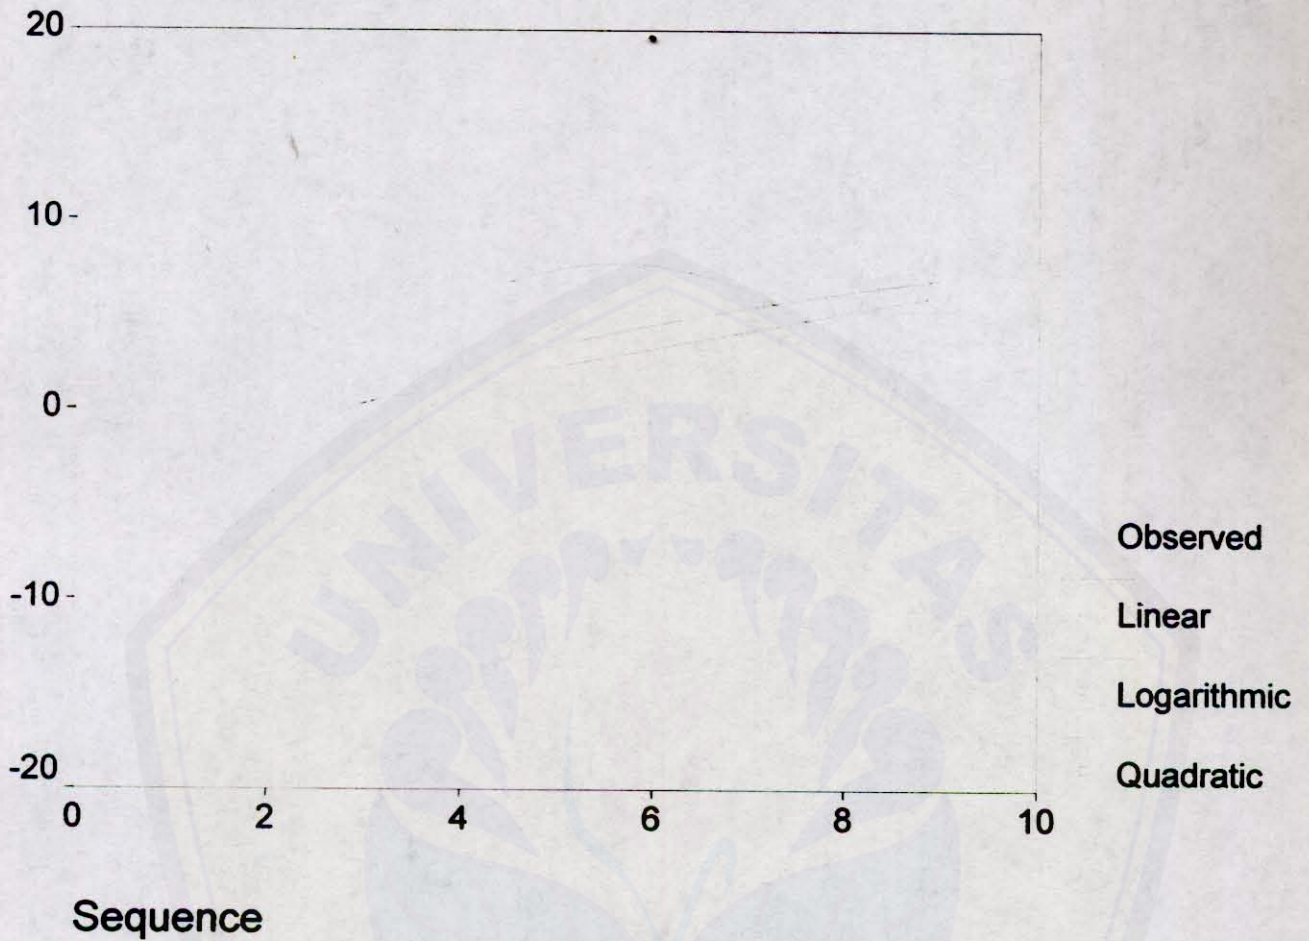 20
10
0
-10
-20
0 2 4 6 8 10
Sequence
Observed
Linear
Logarithmic
Quadratic
UNIVERSITAS